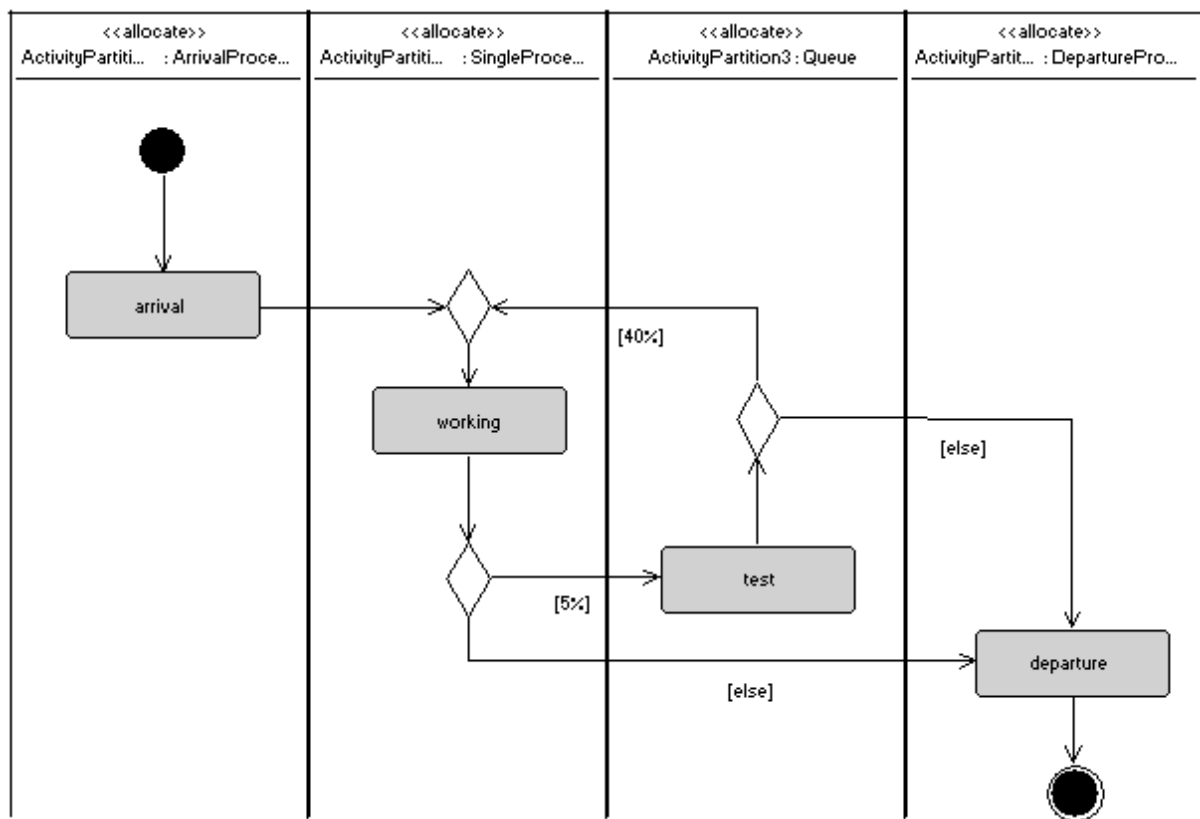 <<allocate>>
ActivityPartiti... : ArrivalProce...
<<allocate>>
ActivityPartiti... : SingleProce...
<<allocate>>
ActivityPartition3 : Queue
<<allocate>>
ActivityPartit... : DeparturePro...
arrival
[40%]
working
[else]
test
[5%]
departure
[else]